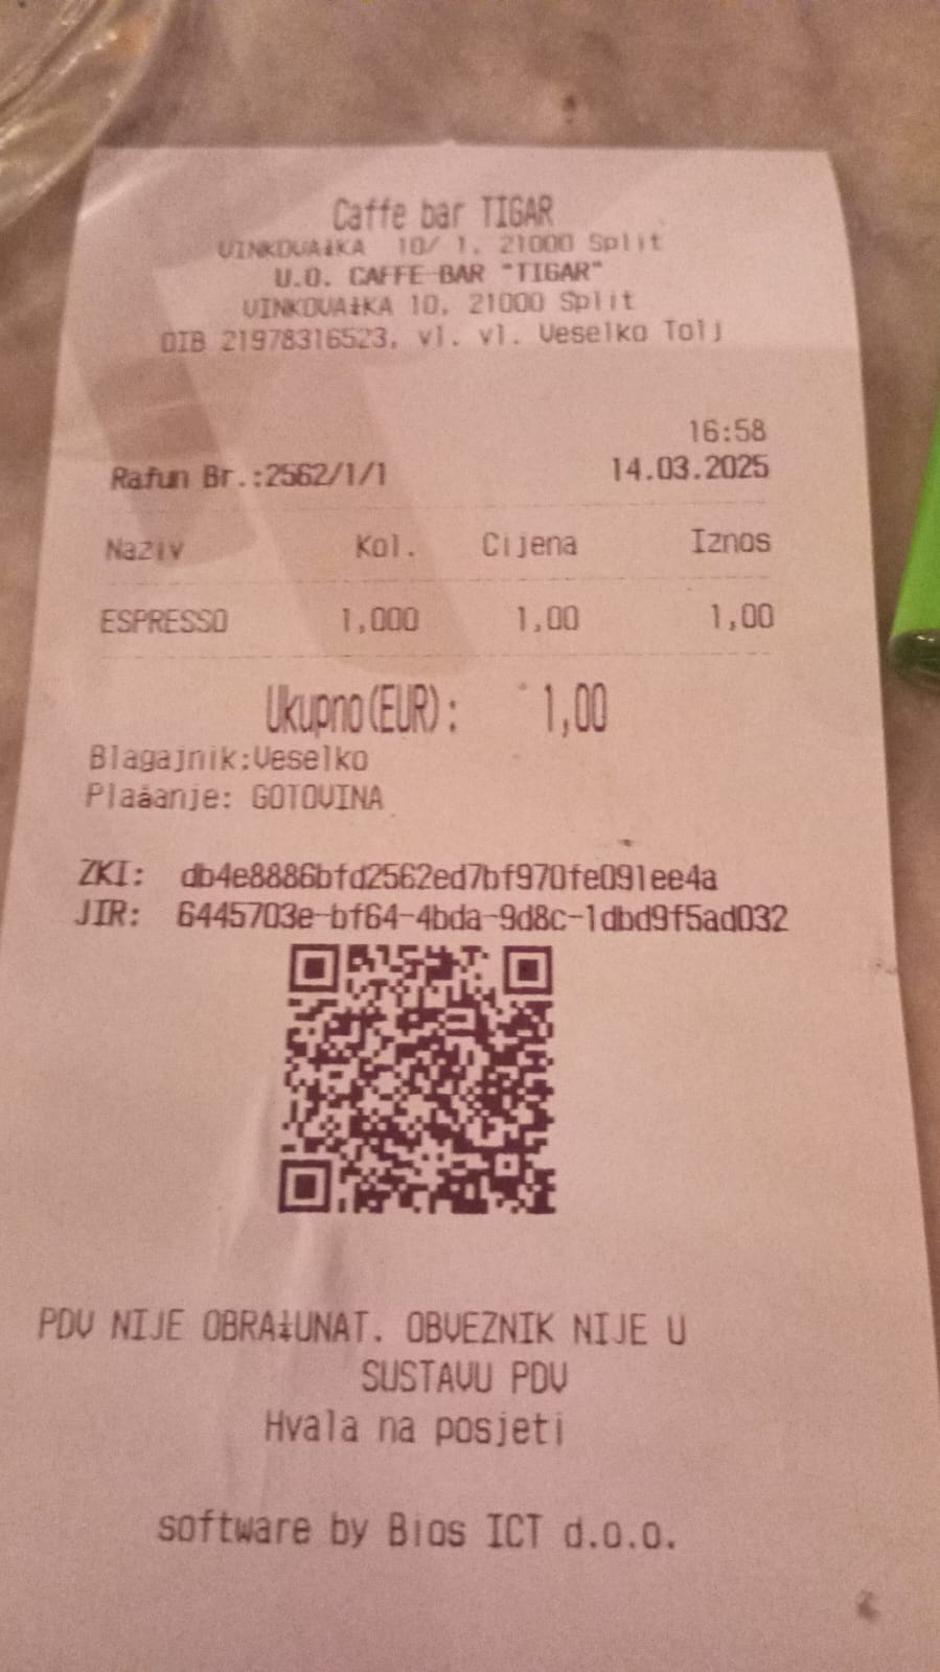 Caffe bar TIGAR
VINKOVAŁKA 10/ 1, 21000 Split
U.O. CAFFE BAR "TIGAR"
VINKOVAŁKA 10, 21000 Split
OIB 21978316523, vl. vl. Veselko Tolj
16:58
Rafun Br.:2562/1/1 14.03.2025
Naziv Kol. Cijena Iznos
ESPRESSO 1,000 1,00 1,00
Ukupno(EUR): 1,00
Blagajnik:Veselko
Plaåanje: GOTOVINA
ZKI: db4e8886bfd2562ed7bf970fe091ee4a
JIR: 6445703e-bf64-4bda-9d8c-1dbd9f5ad032
PDV NIJE OBRAŁUNAT. OBVEZNIK NIJE U
SUSTAVU PDV
Hvala na posjeti
software by Bios ICT d.o.o.